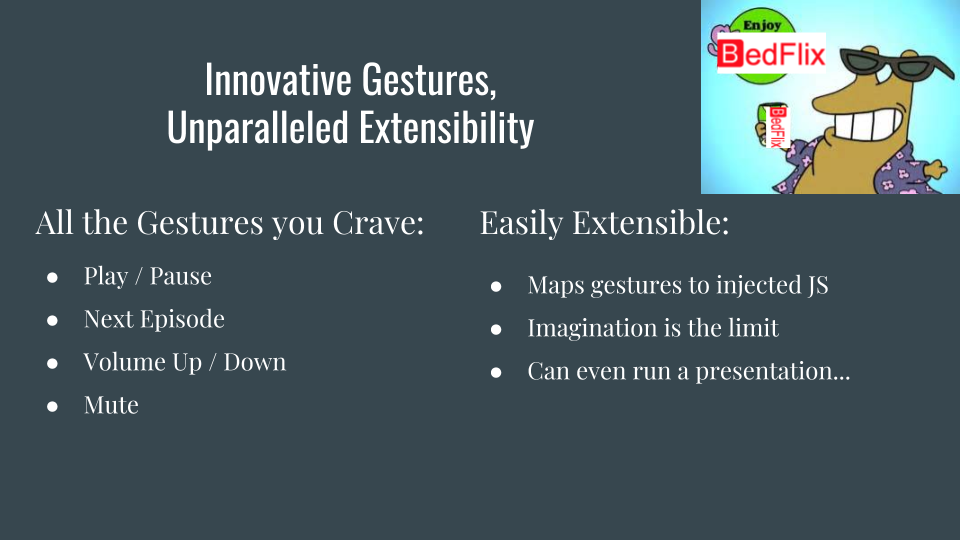 Innovative Gestures,
Unparalleled Extensibility
Enjoy
BedFlix
BedFlix
All the Gestures you Crave:
● Play / Pause
● Next Episode
● Volume Up / Down
● Mute
Easily Extensible:
● Maps gestures to injected JS
● Imagination is the limit
● Can even run a presentation...